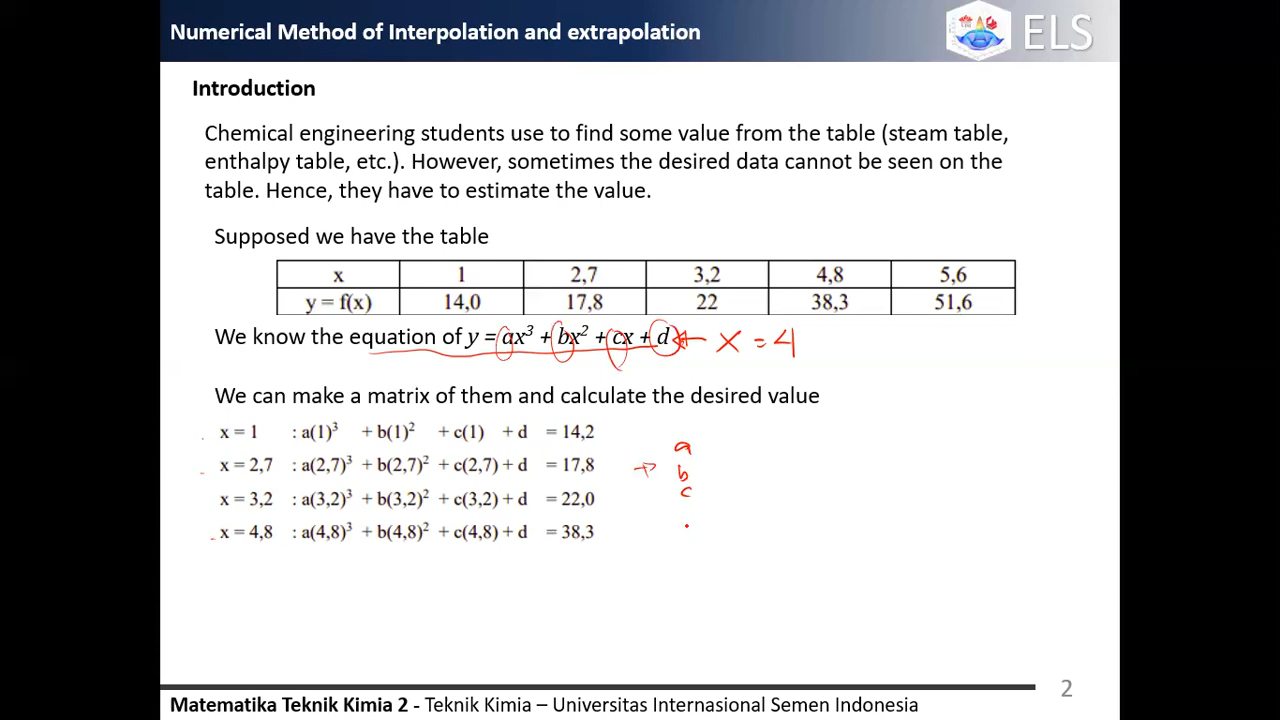 Numerical Method of Interpolation and extrapolation
ELS
Introduction
Chemical engineering students use to find some value from the table (steam table,
enthalpy table, etc.). However, sometimes the desired data cannot be seen on the
table. Hence, they have to estimate the value.
Supposed we have the table
x 1 2,7 3,2 4,8 5,6
y = f(x) 14,0 17,8 22 38,3 51,6
We know the equation of y = ax³ + bx² + cx + d ← x = 4
We can make a matrix of them and calculate the desired value
x = 1 : a(1)³ + b(1)² + c(1) + d = 14,2
x = 2,7 : a(2,7)³ + b(2,7)² + c(2,7) + d = 17,8
x = 3,2 : a(3,2)³ + b(3,2)² + c(3,2) + d = 22,0
x = 4,8 : a(4,8)³ + b(4,8)² + c(4,8) + d = 38,3
→ a
b
c
Matematika Teknik Kimia 2 - Teknik Kimia – Universitas Internasional Semen Indonesia
2